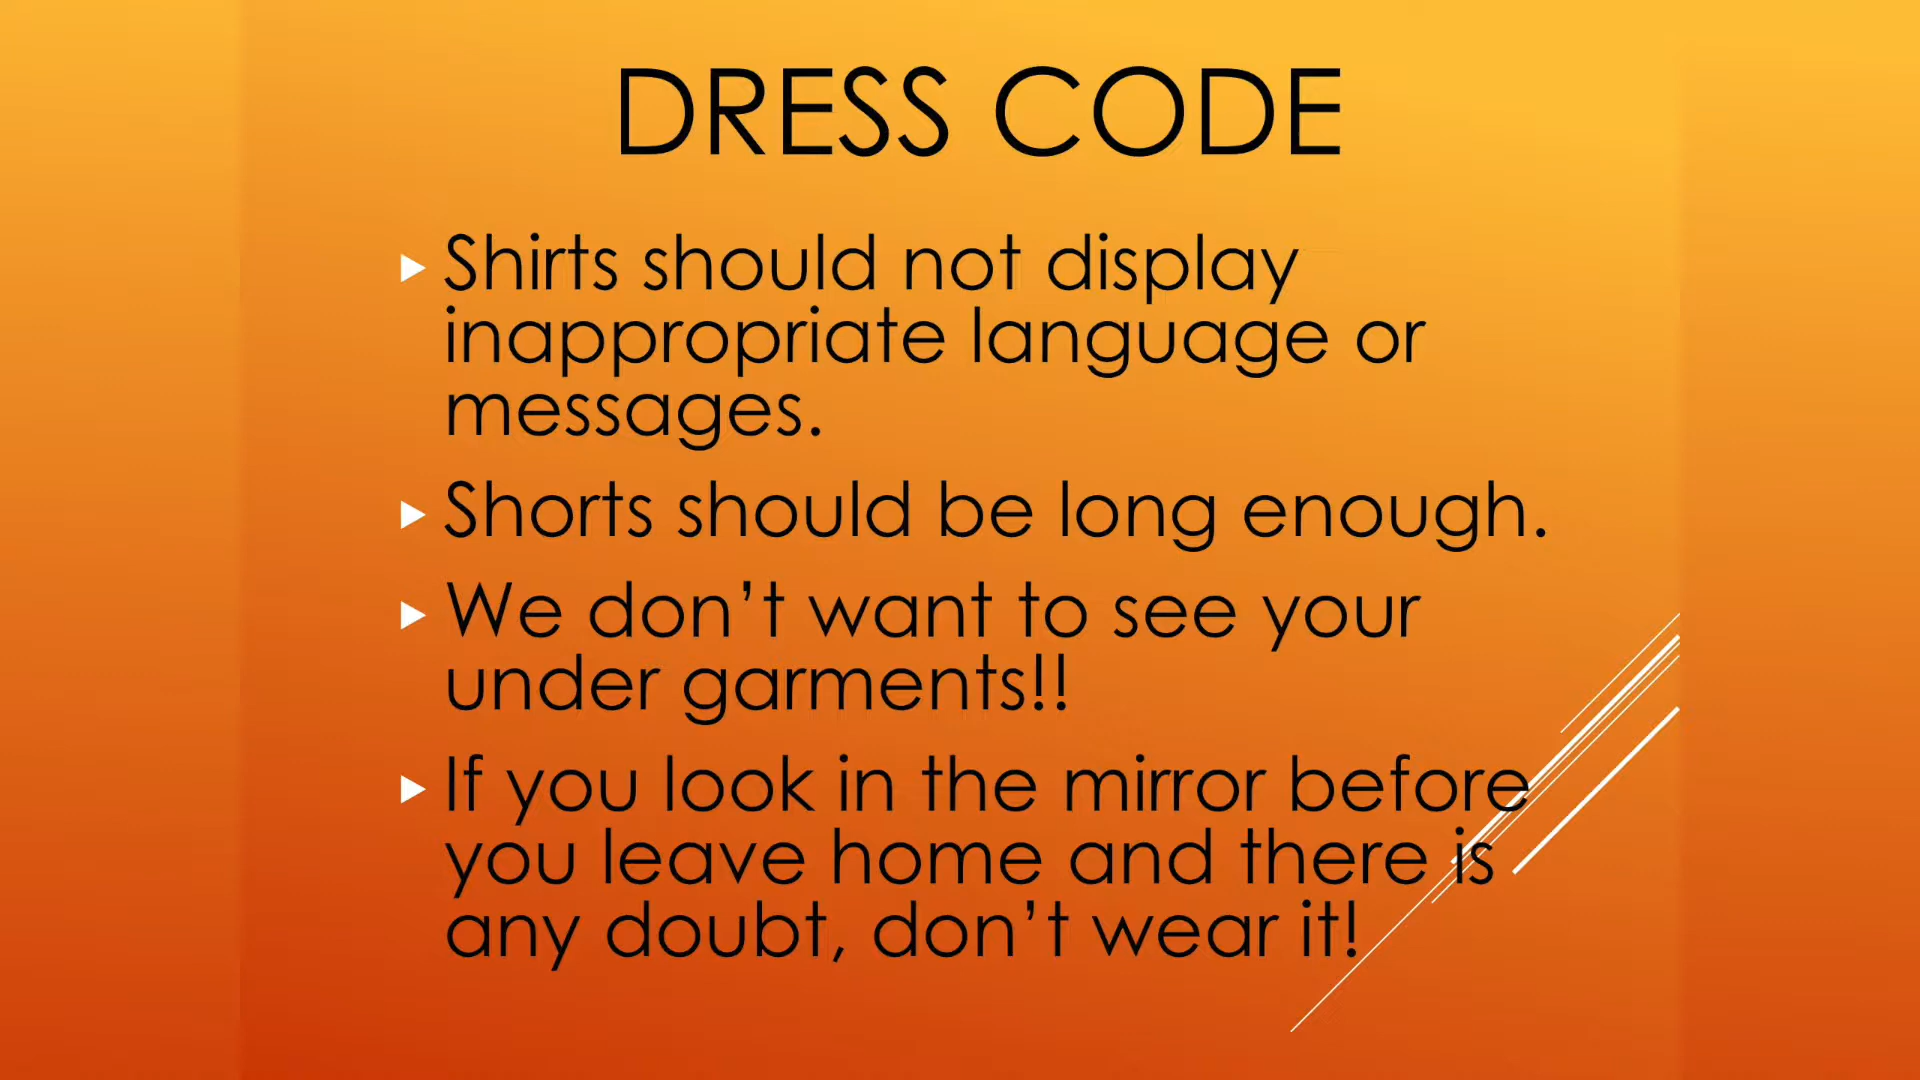 DRESS CODE
Shirts should not display
inappropriate language or
messages.
Shorts should be long enough.
We don’t want to see your
under garments!!
If you look in the mirror before
you leave home and there is
any doubt, don’t wear it!